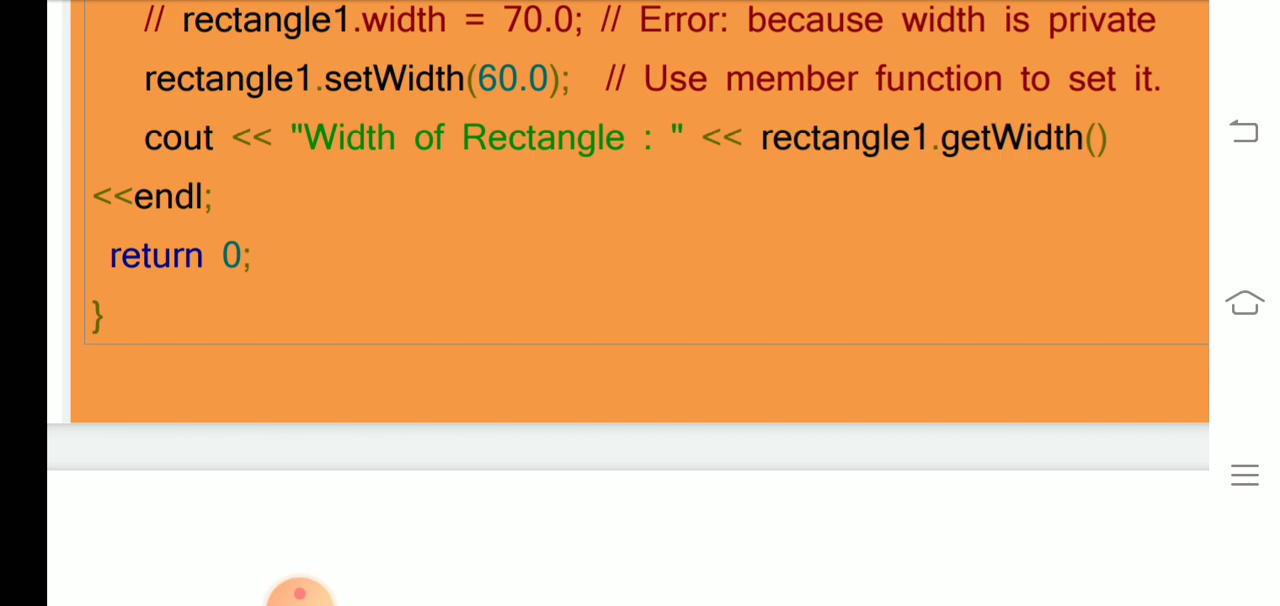 // rectangle1.width = 70.0; // Error: because width is private
rectangle1.setWidth(60.0); // Use member function to set it.
cout << "Width of Rectangle : " << rectangle1.getWidth()
<<endl;
return 0;
}